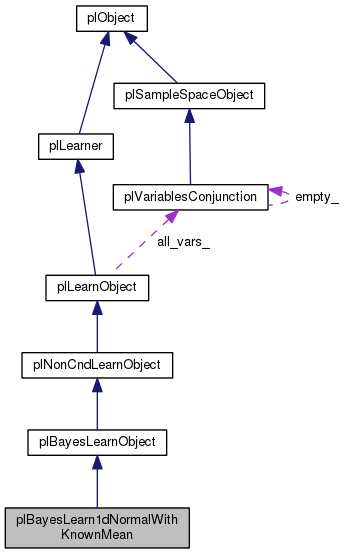 plObject
plSampleSpaceObject
plLearner
plVariablesConjunction
empty_
all_vars_
plLearnObject
plNonCndLearnObject
plBayesLearnObject
plBayesLearn1dNormalWith
KnownMean